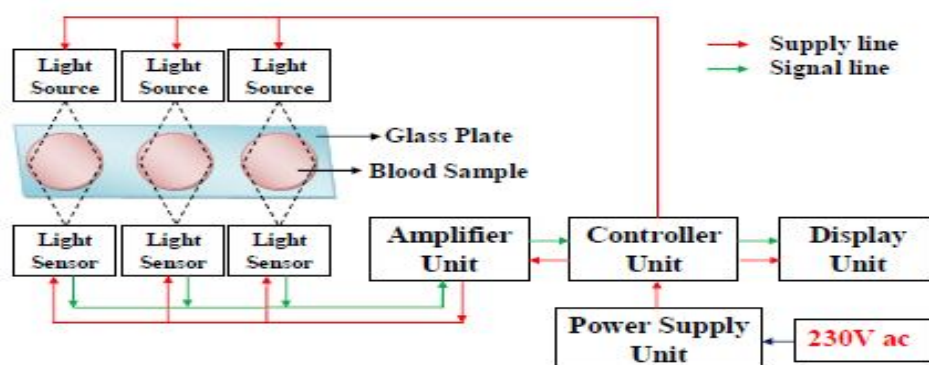 Light Source
Light Source
Light Source
Supply line
Signal line
Glass Plate
Blood Sample
Light Sensor
Light Sensor
Light Sensor
Amplifier Unit
Controller Unit
Display Unit
Power Supply Unit
230V ac